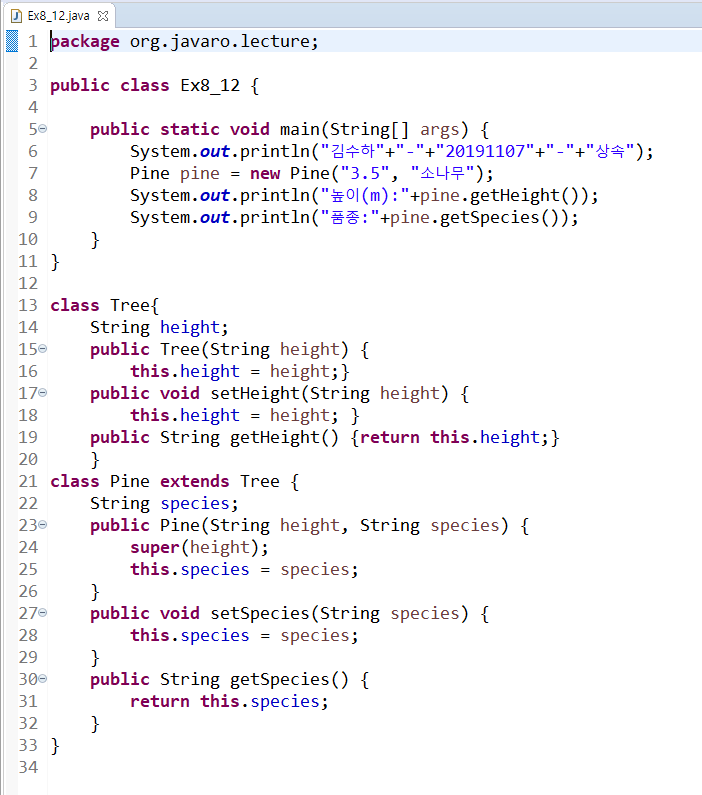 Ex8_12.java
1 package org.javaro.lecture;
2
3 public class Ex8_12 {
4
5     public static void main(String[] args) {
6         System.out.println("김수하"+"-"+"20191107"+"-"+"상속");
7         Pine pine = new Pine("3.5", "소나무");
8         System.out.println("높이(m):"+pine.getHeight());
9         System.out.println("품종:"+pine.getSpecies());
10     }
11 }
12
13 class Tree{
14     String height;
15     public Tree(String height) {
16         this.height = height;}
17     public void setHeight(String height) {
18         this.height = height; }
19     public String getHeight() {return this.height;}
20     }
21 class Pine extends Tree {
22     String species;
23     public Pine(String height, String species) {
24         super(height);
25         this.species = species;
26     }
27     public void setSpecies(String species) {
28         this.species = species;
29     }
30     public String getSpecies() {
31         return this.species;
32     }
33 }
34